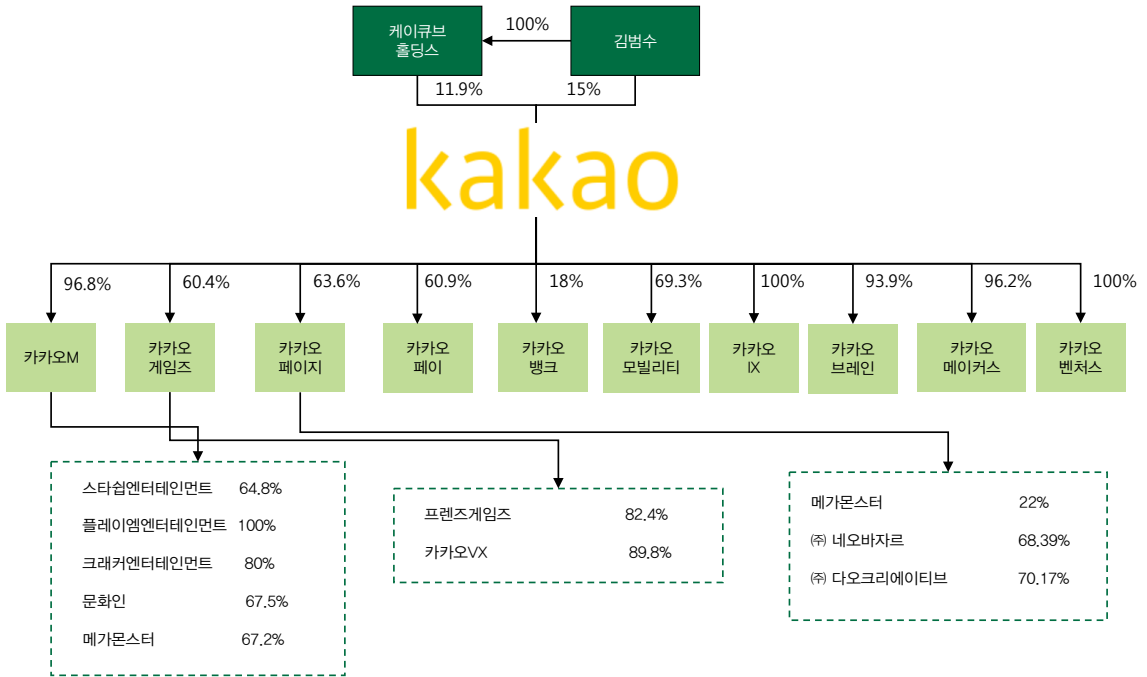 케이큐브
홀딩스
100%
김범수
11.9%
15%
kakao
96.8%
60.4%
63.6%
60.9%
18%
69.3%
100%
93.9%
96.2%
100%
카카오M
카카오
게임즈
카카오
페이지
카카오
페이
카카오
뱅크
카카오
모빌리티
카카오
IX
카카오
브레인
카카오
메이커스
카카오
벤처스
스타쉽엔터테인먼트 64.8%
플레이엠엔터테인먼트 100%
크래커엔터테인먼트 80%
문화인 67.5%
메가몬스터 67.2%
프렌즈게임즈 82.4%
카카오VX 89.8%
메가몬스터 22%
㈜ 네오바자르 68.39%
㈜ 다오크리에이티브 70.17%